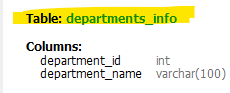 Table: departments_info
Columns:
department_id int
department_name varchar(100)